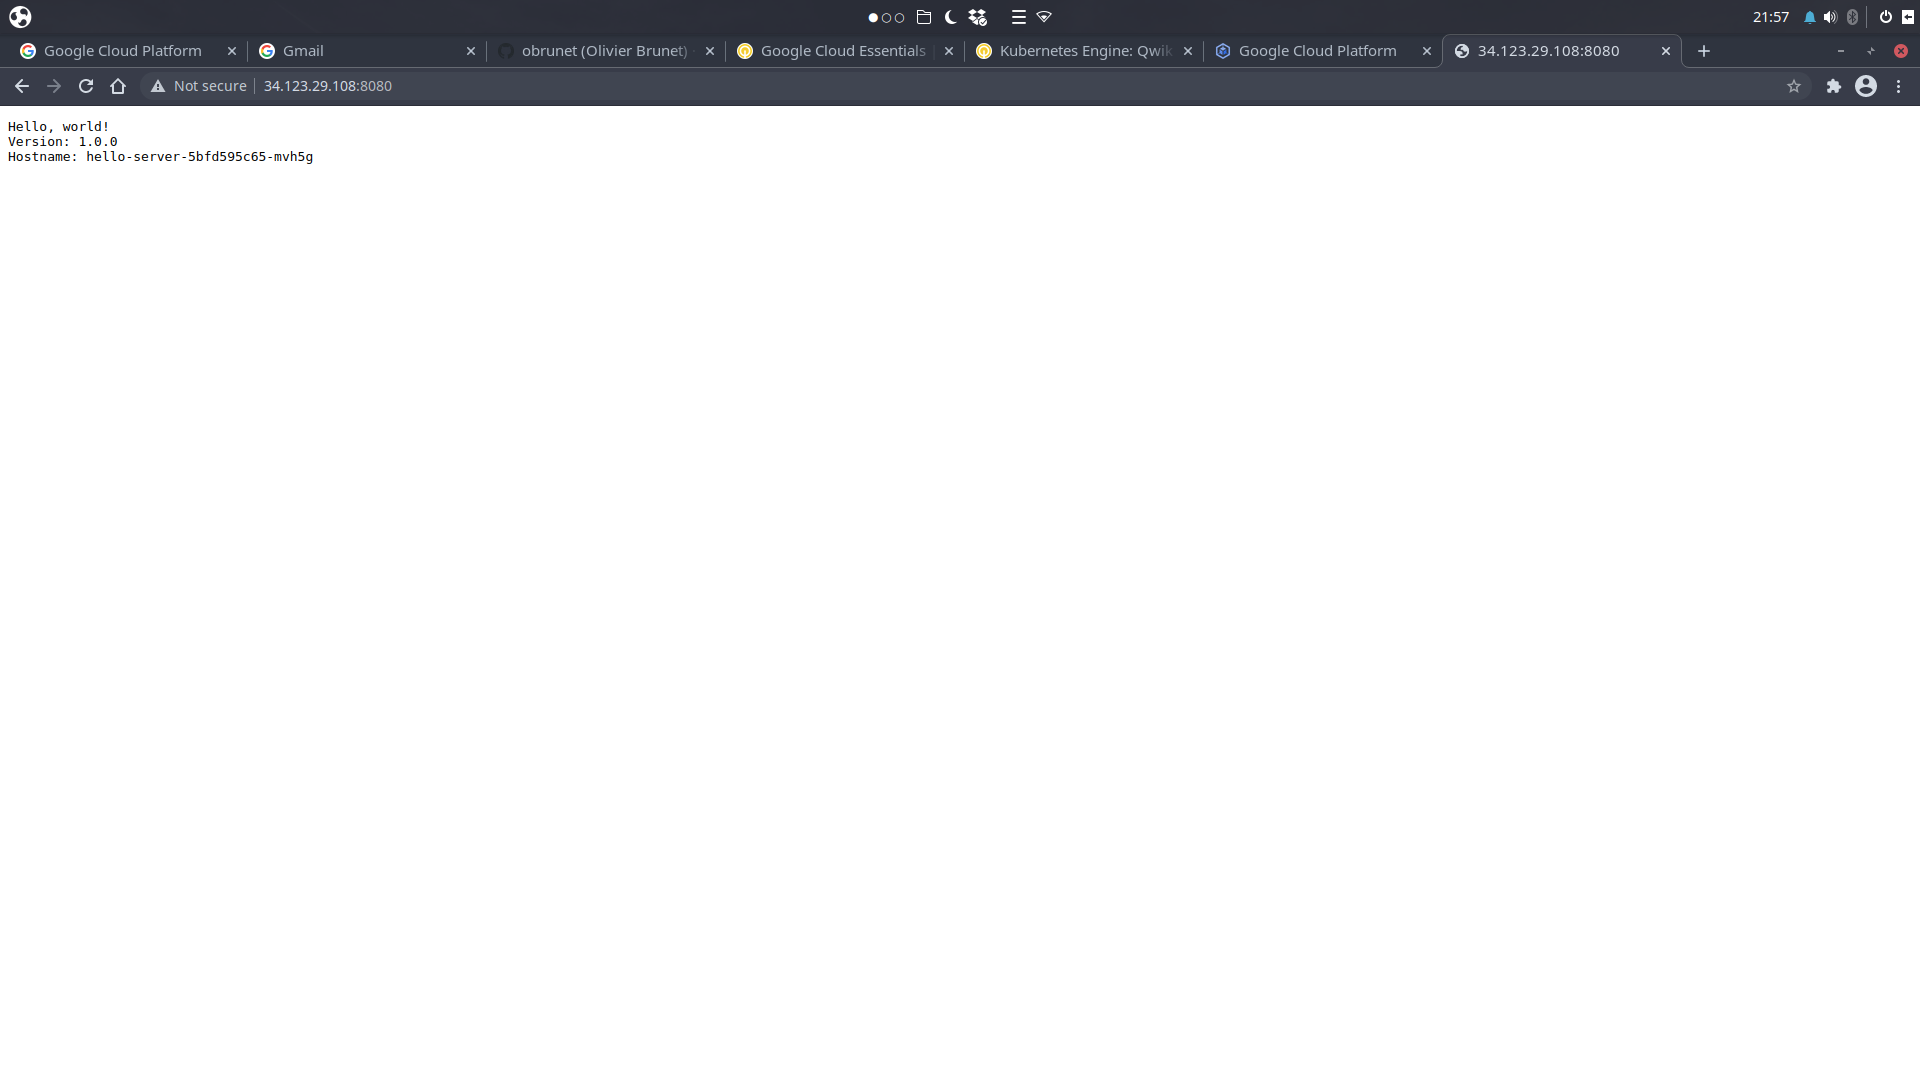 21:57
Google Cloud Platform
Gmail
obrunet (Olivier Brunet)
Google Cloud Essentials
Kubernetes Engine: Qwik
Google Cloud Platform
34.123.29.108:8080
Not secure
34.123.29.108:8080
Hello, world!
Version: 1.0.0
Hostname: hello-server-5bfd595c65-mvh5g